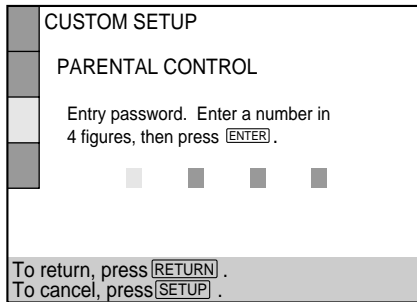 CUSTOM SETUP
PARENTAL CONTROL
Entry password. Enter a number in
4 figures, then press ENTER .
To return, press RETURN .
To cancel, press SETUP .